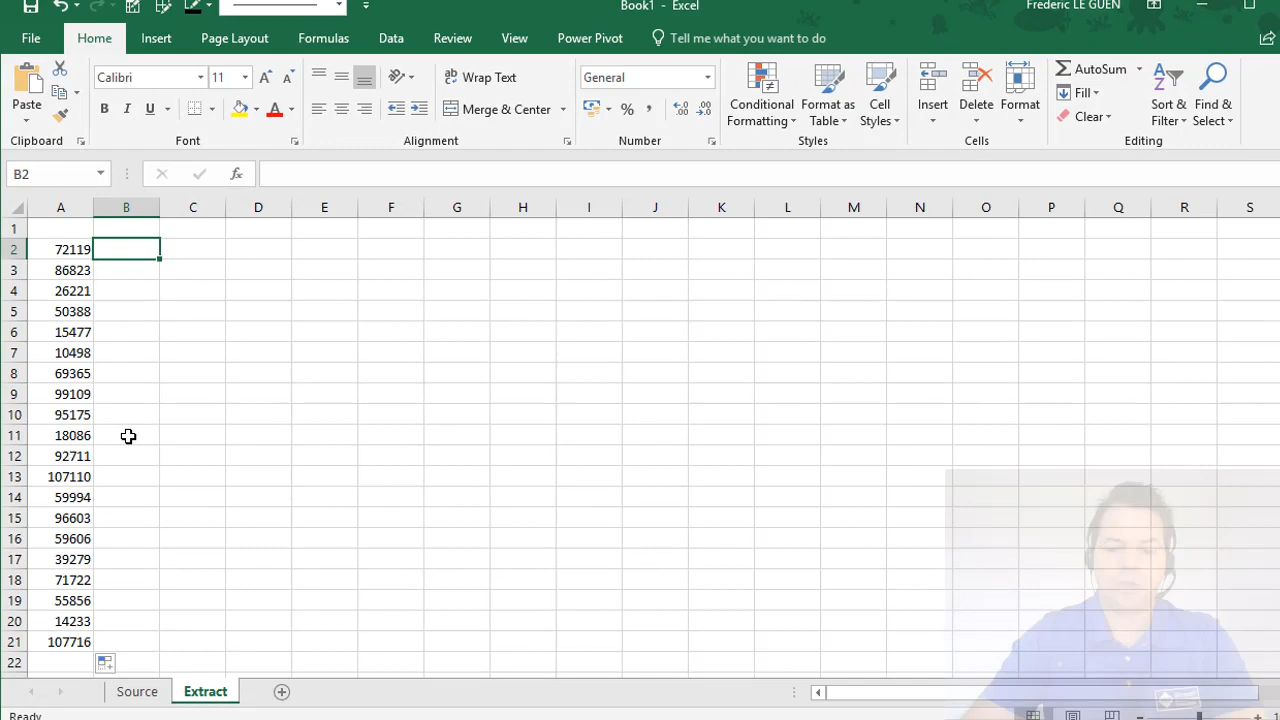 Book1 - Excel
Frederic LE GUEN
File Home Insert Page Layout Formulas Data Review View Power Pivot Tell me what you want to do
Calibri 11 Wrap Text General AutoSum
Fill
Paste B I U Merge & Center % , Conditional Formatting Format as Table Cell Styles Insert Delete Format Clear Sort & Filter Find & Select
Clipboard Font Alignment Number Styles Cells Editing
B2 fx
A B C D E F G H I J K L M N O P Q R S
1
2 72119
3 86823
4 26221
5 50388
6 15477
7 10498
8 69365
9 99109
10 95175
11 18086
12 92711
13 107110
14 59994
15 96603
16 59606
17 39279
18 71722
19 55856
20 14233
21 107716
22
Source Extract
Ready